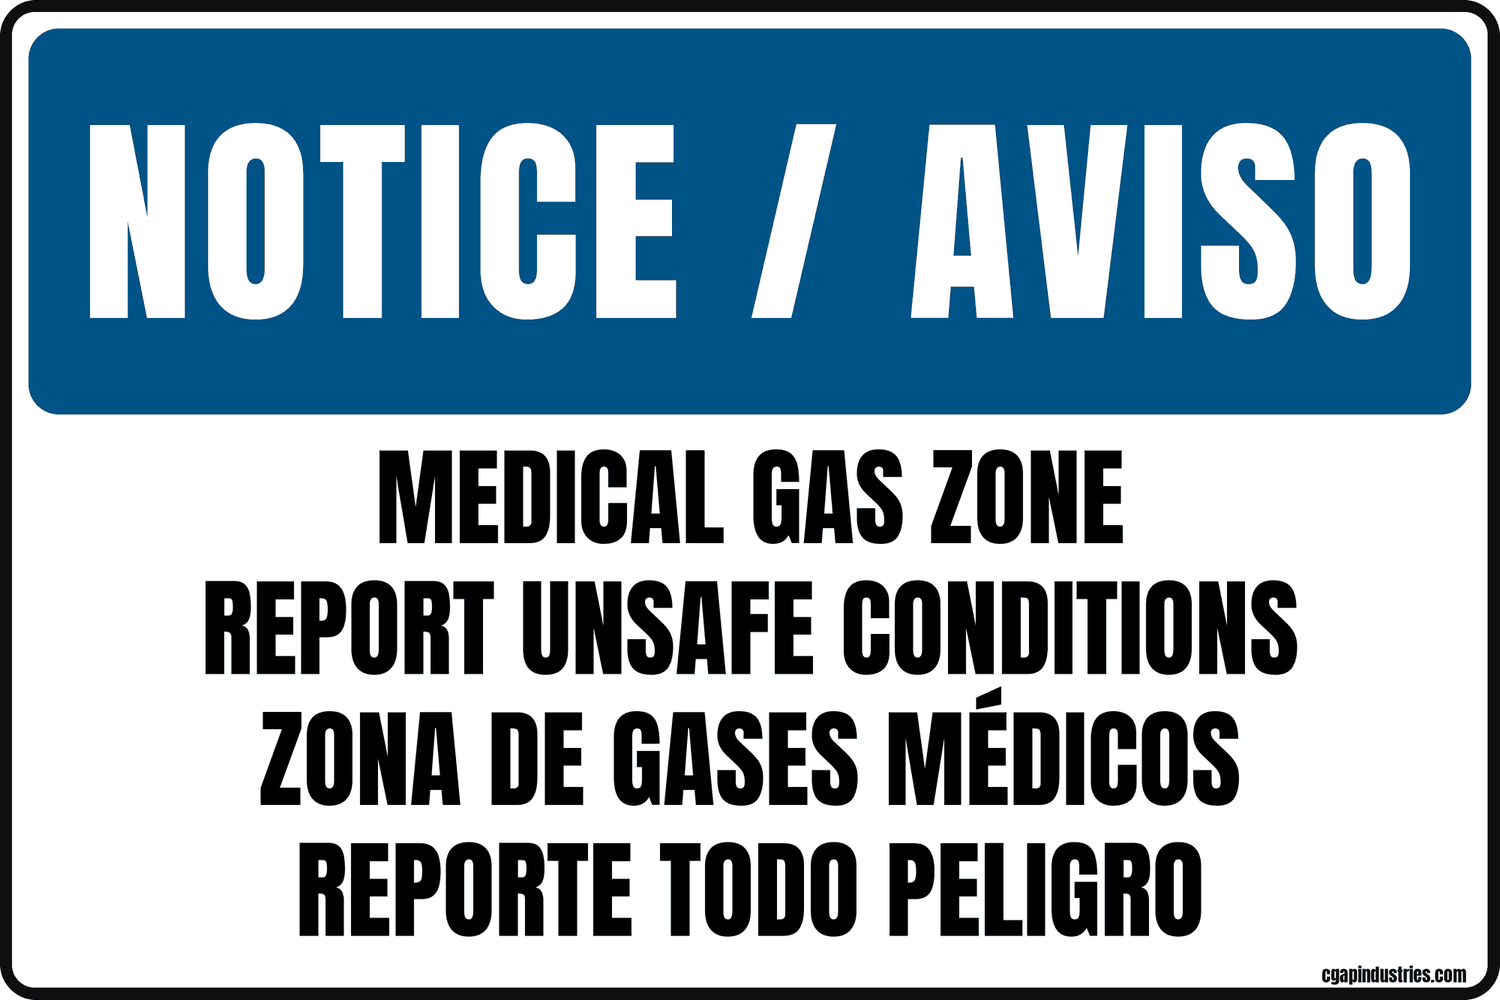 NOTICE / AVISO
MEDICAL GAS ZONE
REPORT UNSAFE CONDITIONS
ZONA DE GASES MÉDICOS
REPORTE TODO PELIGRO
cgapindustries.com